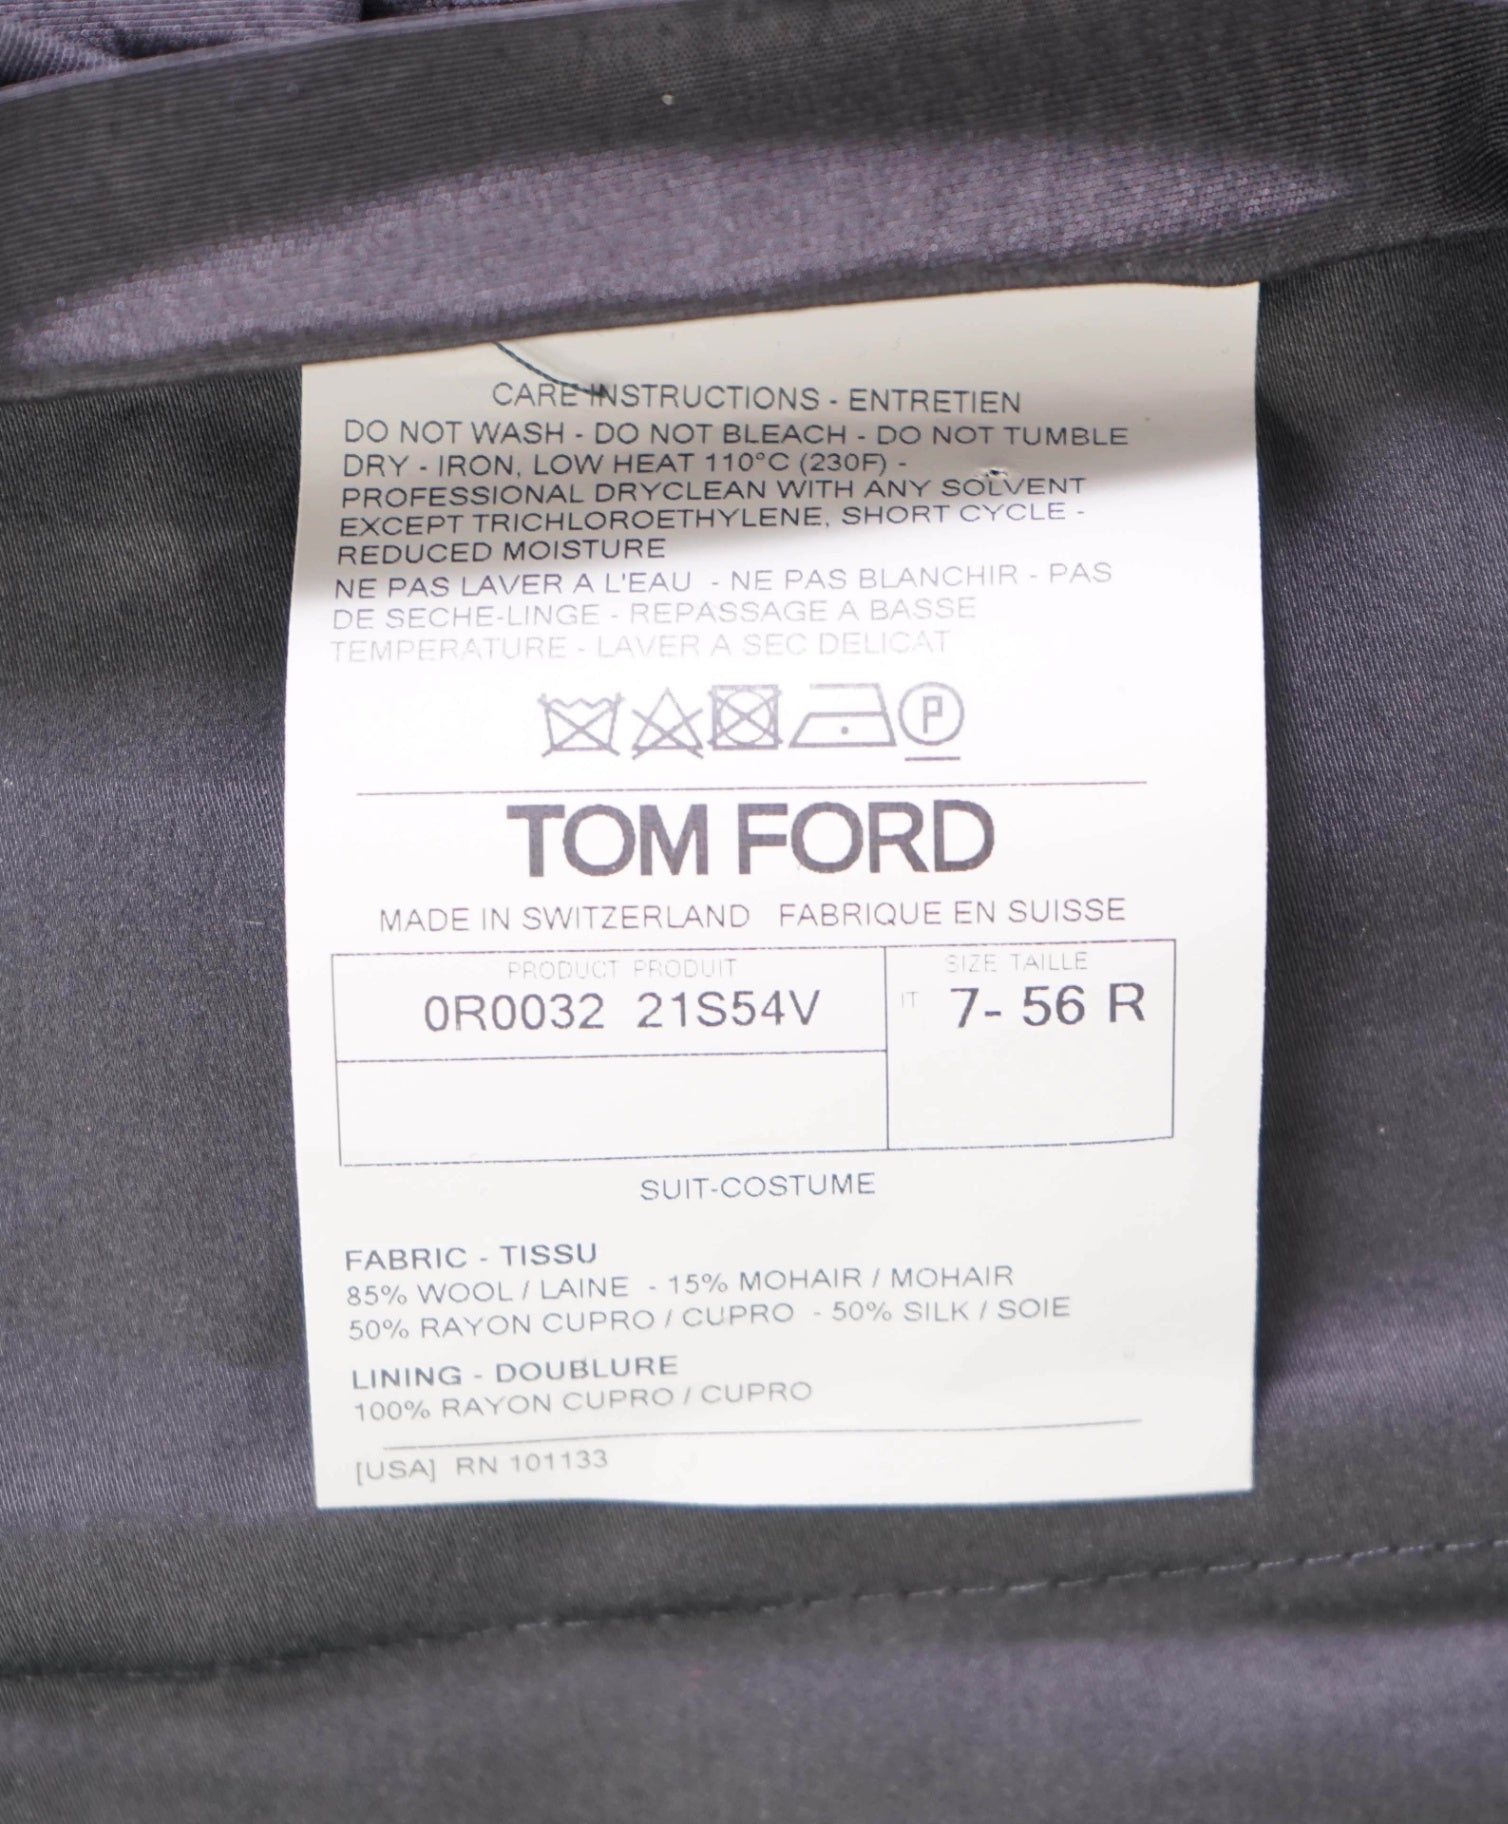 CARE INSTRUCTIONS - ENTRETIEN
DO NOT WASH - DO NOT BLEACH - DO NOT TUMBLE
DRY - IRON, LOW HEAT 110°C (230F) -
PROFESSIONAL DRYCLEAN WITH ANY SOLVENT
EXCEPT TRICHLOROETHYLENE, SHORT CYCLE -
REDUCED MOISTURE
NE PAS LAVER A L'EAU - NE PAS BLANCHIR - PAS
DE SECHE-LINGE - REPASSAGE A BASSE
TEMPERATURE - LAVER A SEC DELICAT
P
TOM FORD
MADE IN SWITZERLAND FABRIQUE EN SUISSE
PRODUCT PRODUIT
0R0032 21S54V
SIZE TAILLE
IT 7- 56 R
SUIT-COSTUME
FABRIC - TISSU
85% WOOL / LAINE - 15% MOHAIR / MOHAIR
50% RAYON CUPRO / CUPRO - 50% SILK / SOIE
LINING - DOUBLURE
100% RAYON CUPRO / CUPRO
[USA] RN 101133